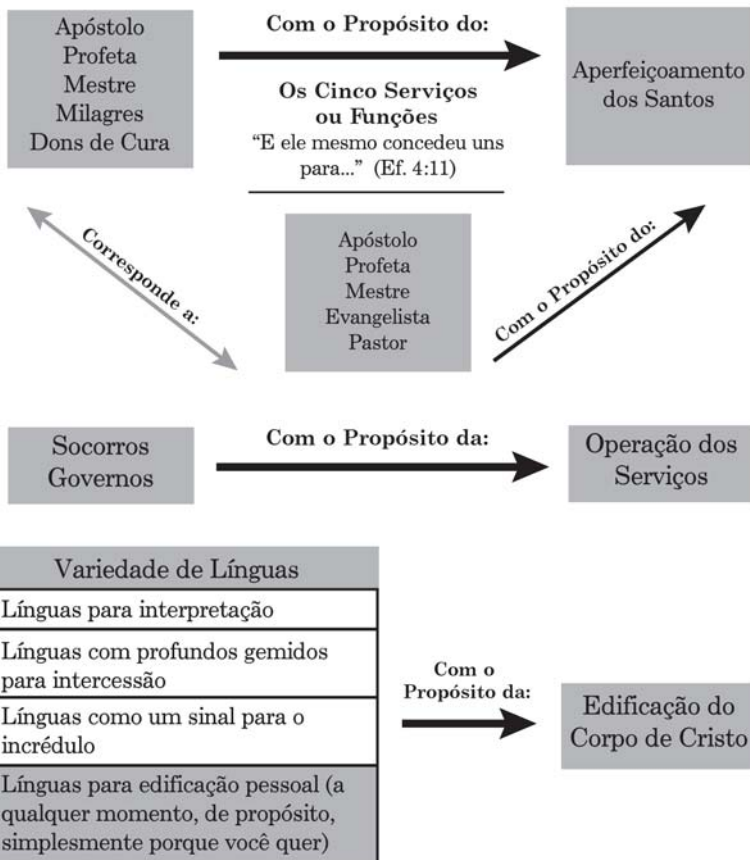 Apóstolo
Profeta
Mestre
Milagres
Dons de Cura
Com o Propósito do:
Os Cinco Serviços
ou Funções
“E ele mesmo concedeu uns
para...” (Ef. 4:11)
Aperfeiçoamento
dos Santos
Corresponde a:
Apóstolo
Profeta
Mestre
Evangelista
Pastor
Com o Propósito do:
Socorros
Governos
Com o Propósito da:
Operação dos
Serviços
Variedade de Línguas
Línguas para interpretação
Línguas com profundos gemidos
para intercessão
Línguas como um sinal para o
incrédulo
Línguas para edificação pessoal (a
qualquer momento, de propósito,
simplesmente porque você quer)
Com o
Propósito da:
Edificação do
Corpo de Cristo